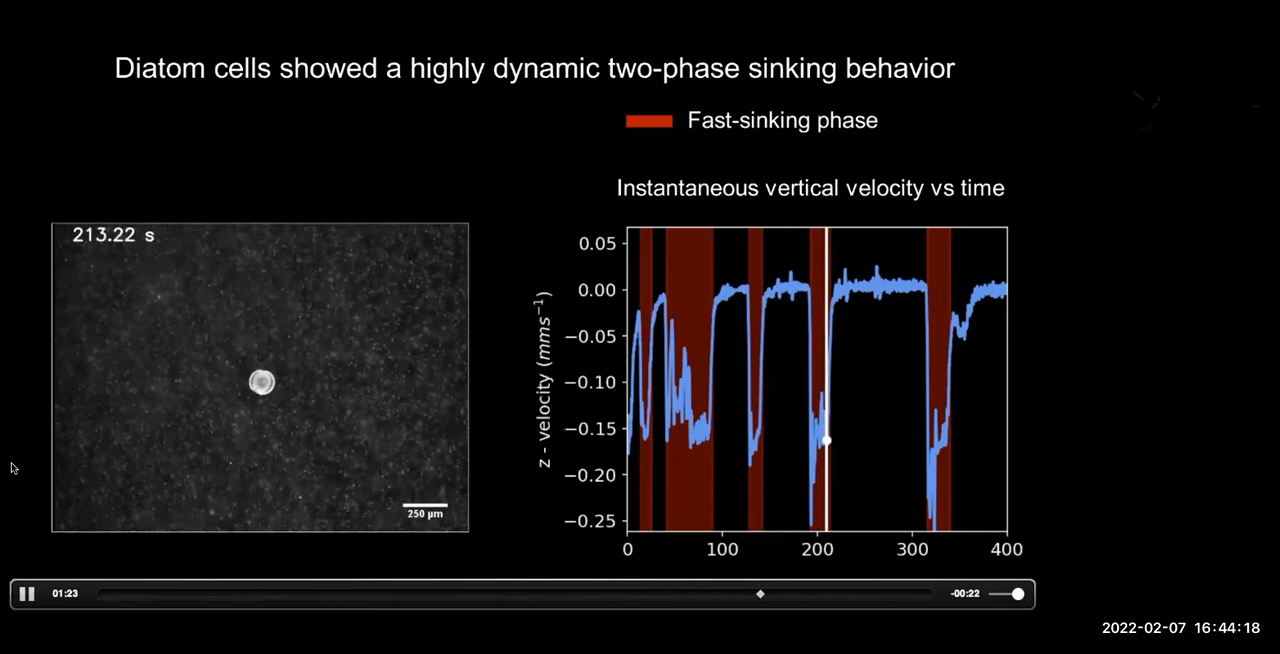 Diatom cells showed a highly dynamic two-phase sinking behavior
Fast-sinking phase
Instantaneous vertical velocity vs time
213.22 s
250 μm
z - velocity (mms⁻¹)
0.05
0.00
−0.05
−0.10
−0.15
−0.20
−0.25
0 100 200 300 400
01:23 -00:22
2022-02-07 16:44:18